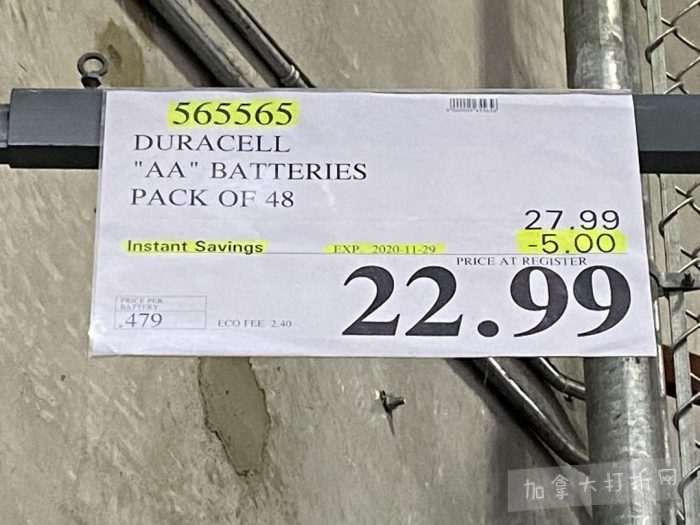 565565
DURACELL
"AA" BATTERIES
PACK OF 48
27.99
Instant Savings EXP. 2020-11-29 -5.00
PRICE AT REGISTER
22.99
PRICE PER
BATTERY
.479
ECO FEE 2.40
加拿大打折网